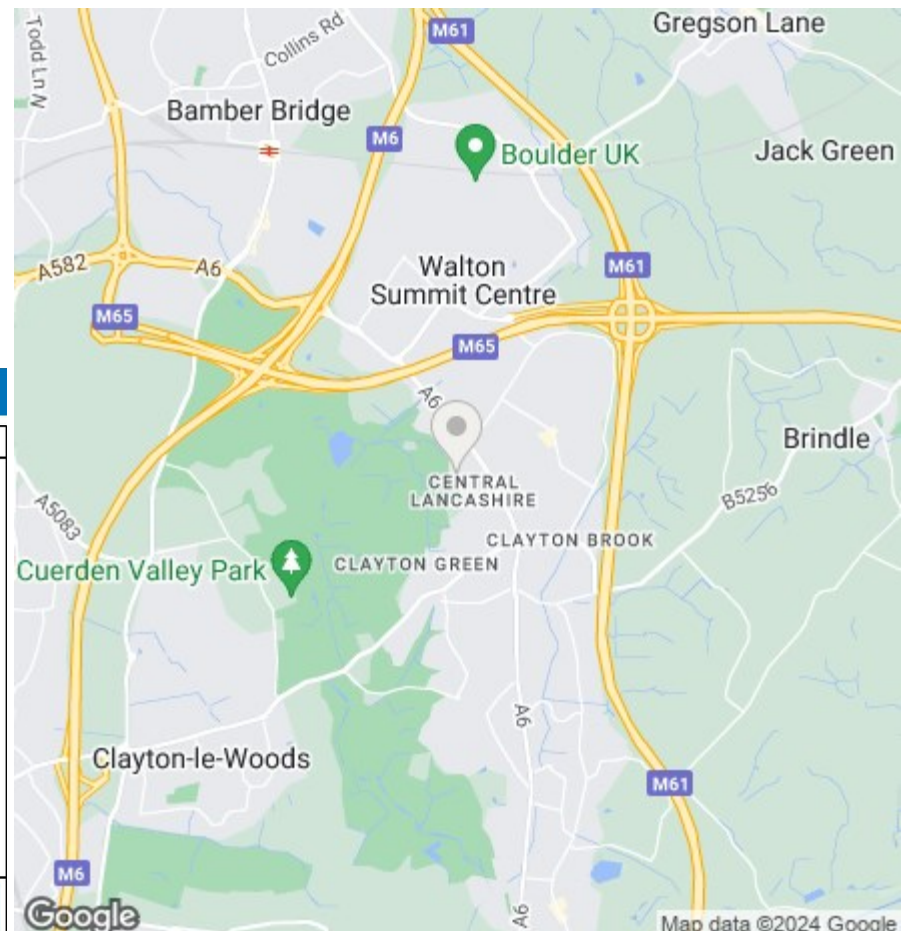 M61
Gregson Lane
Todd Ln N
Collins Rd
Bamber Bridge
M6
Boulder UK
Jack Green
A582
A6
Walton
Summit Centre
M61
M65
M65
A6
Brindle
CENTRAL
LANCASHIRE
B5256
A5083
CLAYTON BROOK
Cuerden Valley Park
CLAYTON GREEN
A6
Clayton-le-Woods
M61
M6
A6
Google
Map data ©2024 Google